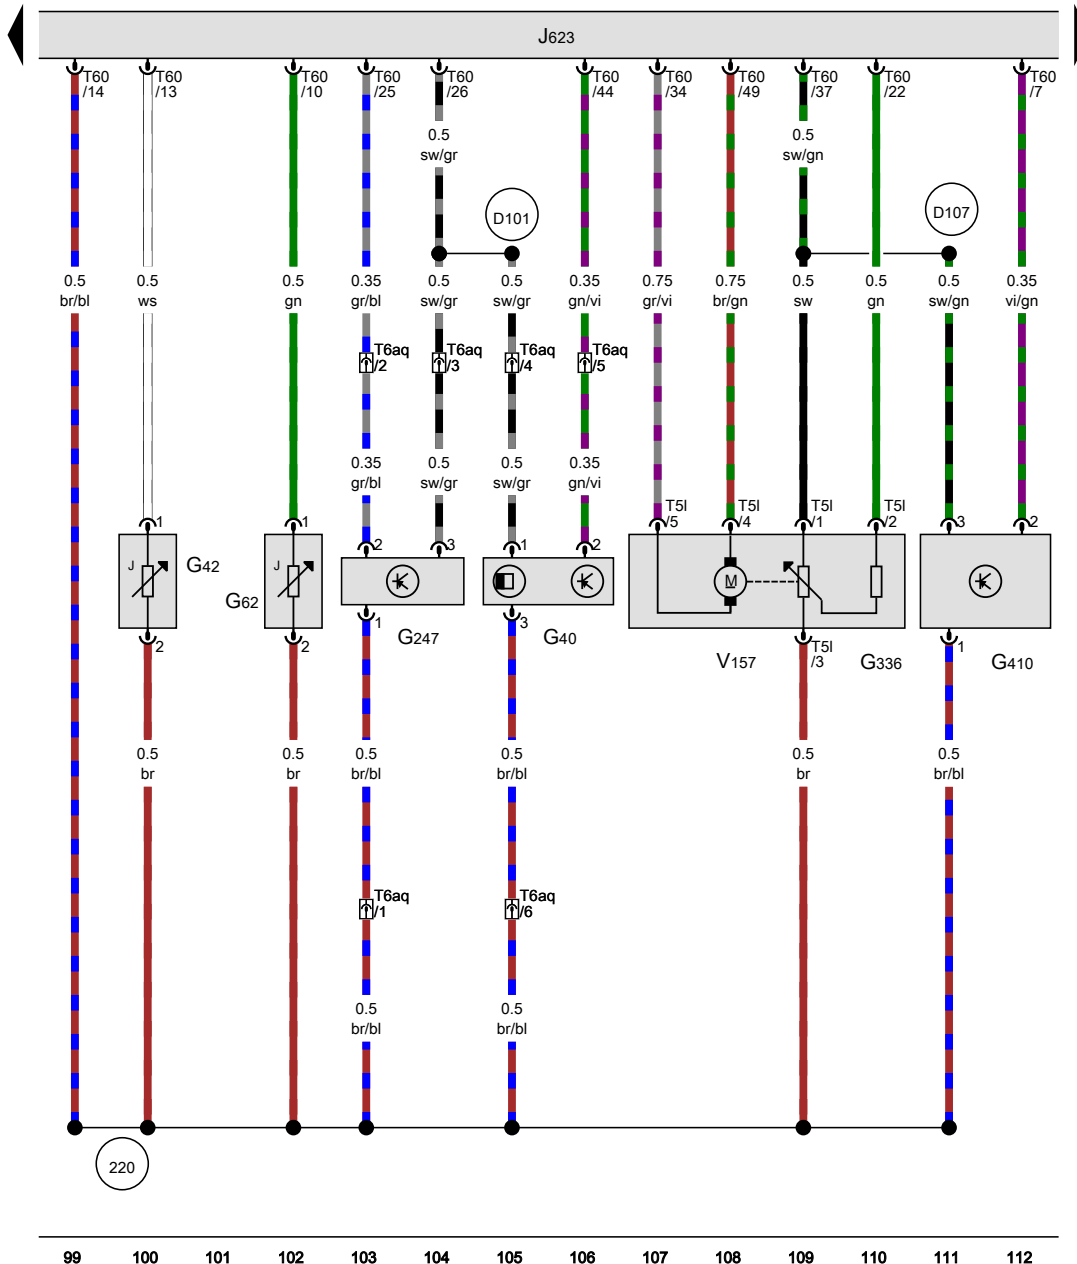 J623
T60 T60 T60 T60 T60 T60 T60 T60 T60 T60 T60
/14 /13 /10 /25 /26 /44 /34 /49 /37 /22 /7
0.5 0.5
sw/gr sw/gn
D101 D107
0.5 0.5 0.5 0.35 0.5 0.5 0.35 0.75 0.75 0.5 0.5 0.5 0.35
br/bl ws gn gr/bl sw/gr sw/gr gn/vi gr/vi br/gn sw gn sw/gn vi/gn
T6aq T6aq T6aq T6aq
/2 /3 /4 /5
0.35 0.5 0.5 0.35
gr/bl sw/gr sw/gr gn/vi
T5l T5l T5l T5l
1 1 /5 /4 /1 /2 3 2
2 3 1 2
J G42 J M
G62
1 G247 3 G40
2 2 T5l 1
/3
V157 G336 G410
0.5 0.5 0.5 0.5 0.5 0.5
br br br/bl br/bl br br/bl
T6aq T6aq
/1 /6
0.5 0.5
br/bl br/bl
220
99 100 101 102 103 104 105 106 107 108 109 110 111 112